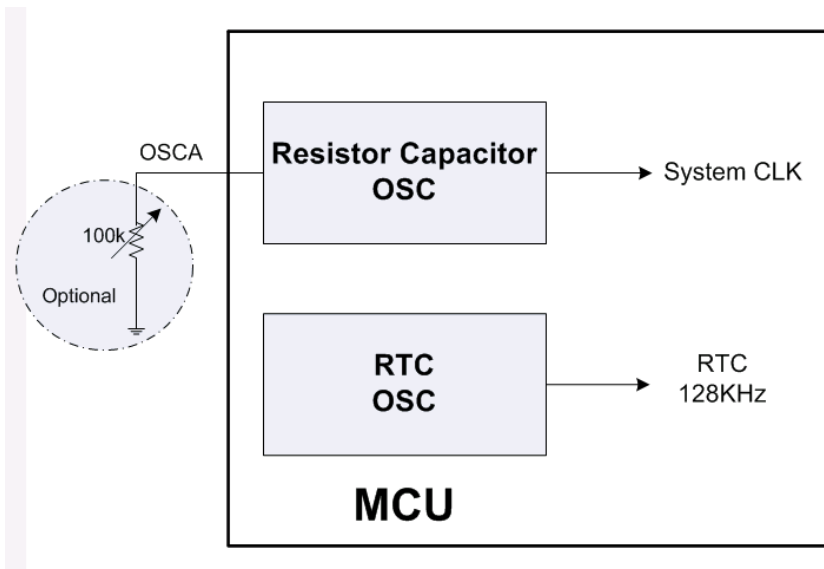 OSCA
Resistor Capacitor
OSC
System CLK
100k
Optional
RTC
OSC
RTC
128KHz
MCU